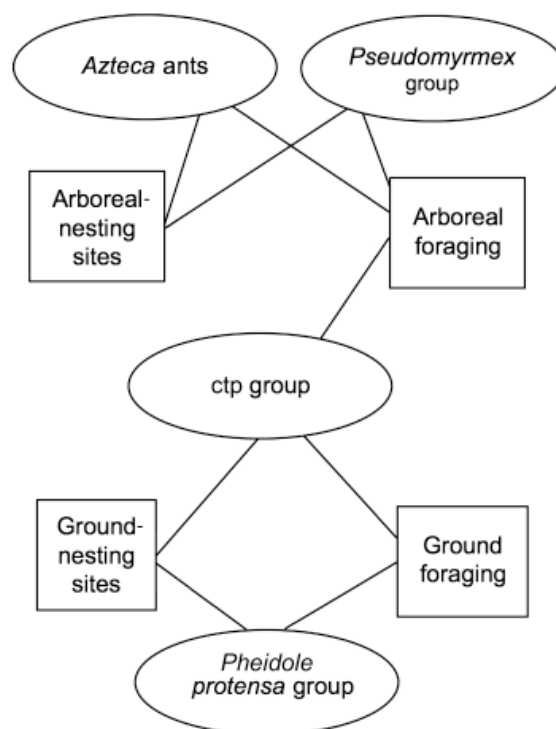 Azteca ants
Pseudomyrmex
group
Arboreal-
nesting
sites
Arboreal
foraging
ctp group
Ground-
nesting
sites
Ground
foraging
Pheidole
protensa group